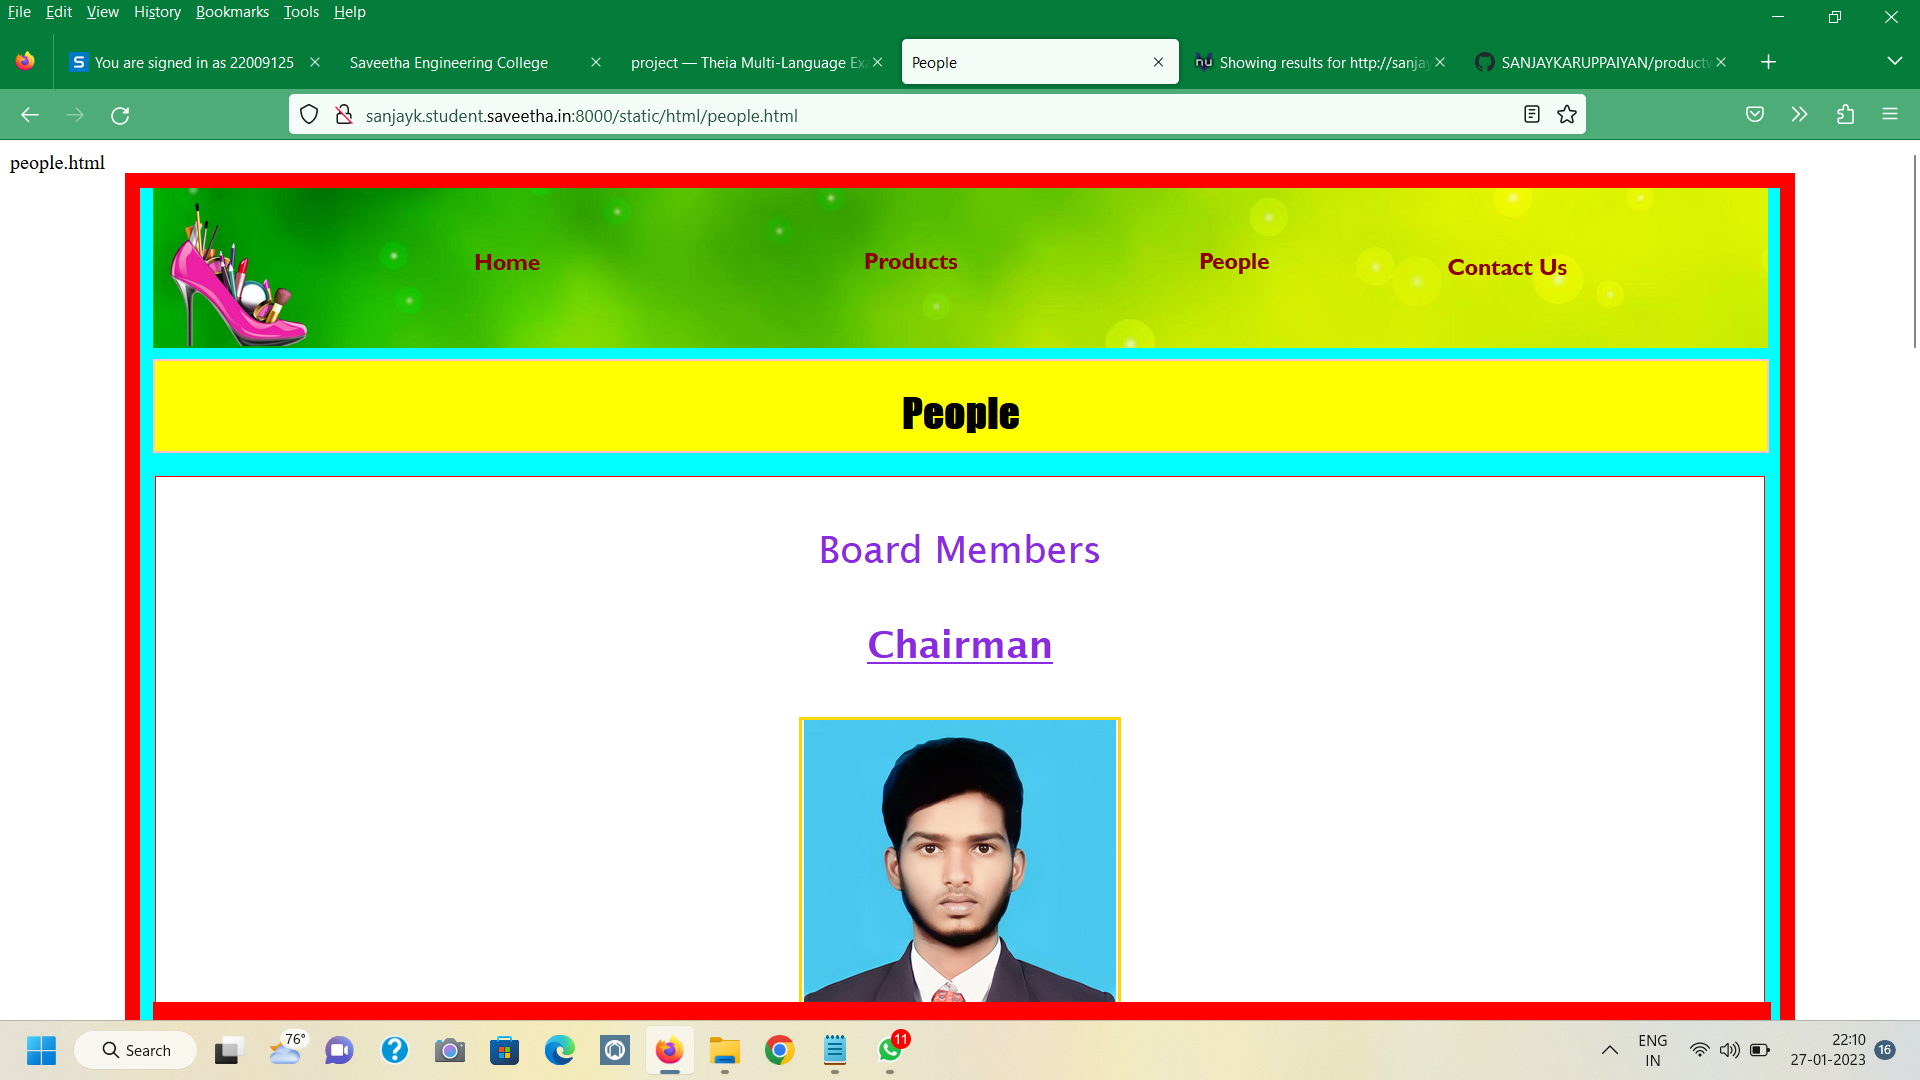 File Edit View History Bookmarks Tools Help
You are signed in as 22009125
Saveetha Engineering College
project — Theia Multi-Language Ex
People
Showing results for http://sanjay
SANJAYKARUPPAIYAN/productw
sanjayk.student.saveetha.in:8000/static/html/people.html
people.html
Home
Products
People
Contact Us
People
Board Members
Chairman
76°
11
Search
ENG
IN
22:10
27-01-2023
16